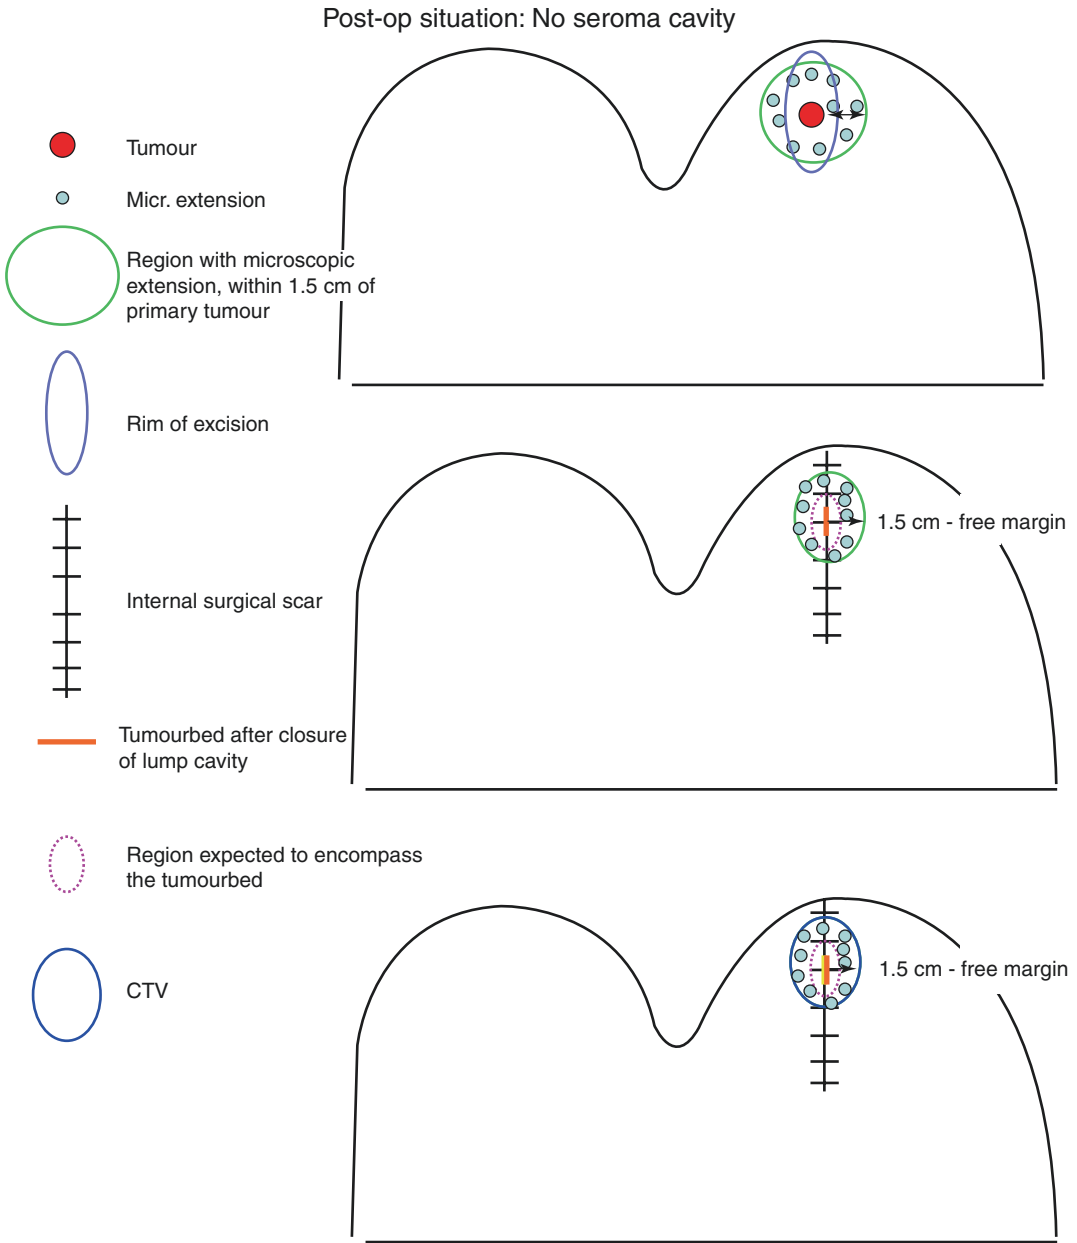 Post-op situation: No seroma cavity
Tumour
Micr. extension
Region with microscopic
extension, within 1.5 cm of
primary tumour
Rim of excision
1.5 cm - free margin
Internal surgical scar
Tumourbed after closure
of lump cavity
Region expected to encompass
the tumourbed
1.5 cm - free margin
CTV